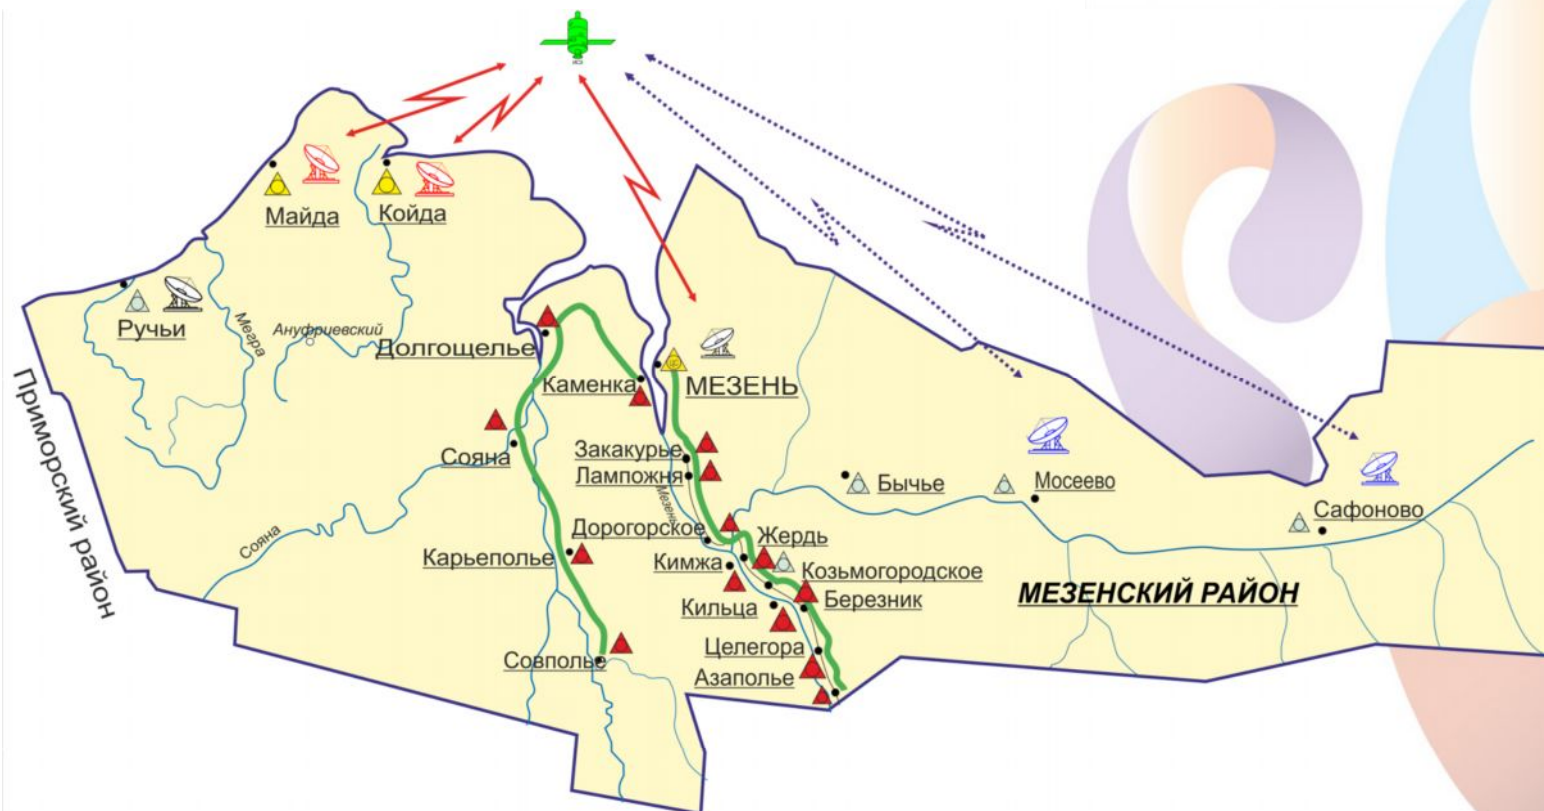 Майда
Койда
Ручьи
Мегра
Ануфриевский
Долгощелье
Каменка
МЕЗЕНЬ
Приморский район
Сояна
Закакурье
Лампожня
Мезень
Бычье
Мосеево
Сафоново
Сояна
Дорогорское
Жердь
Карьеполье
Кимжа
Козьмогородское
МЕЗЕНСКИЙ РАЙОН
Кильца
Березник
Целегора
Совполье
Азаполье